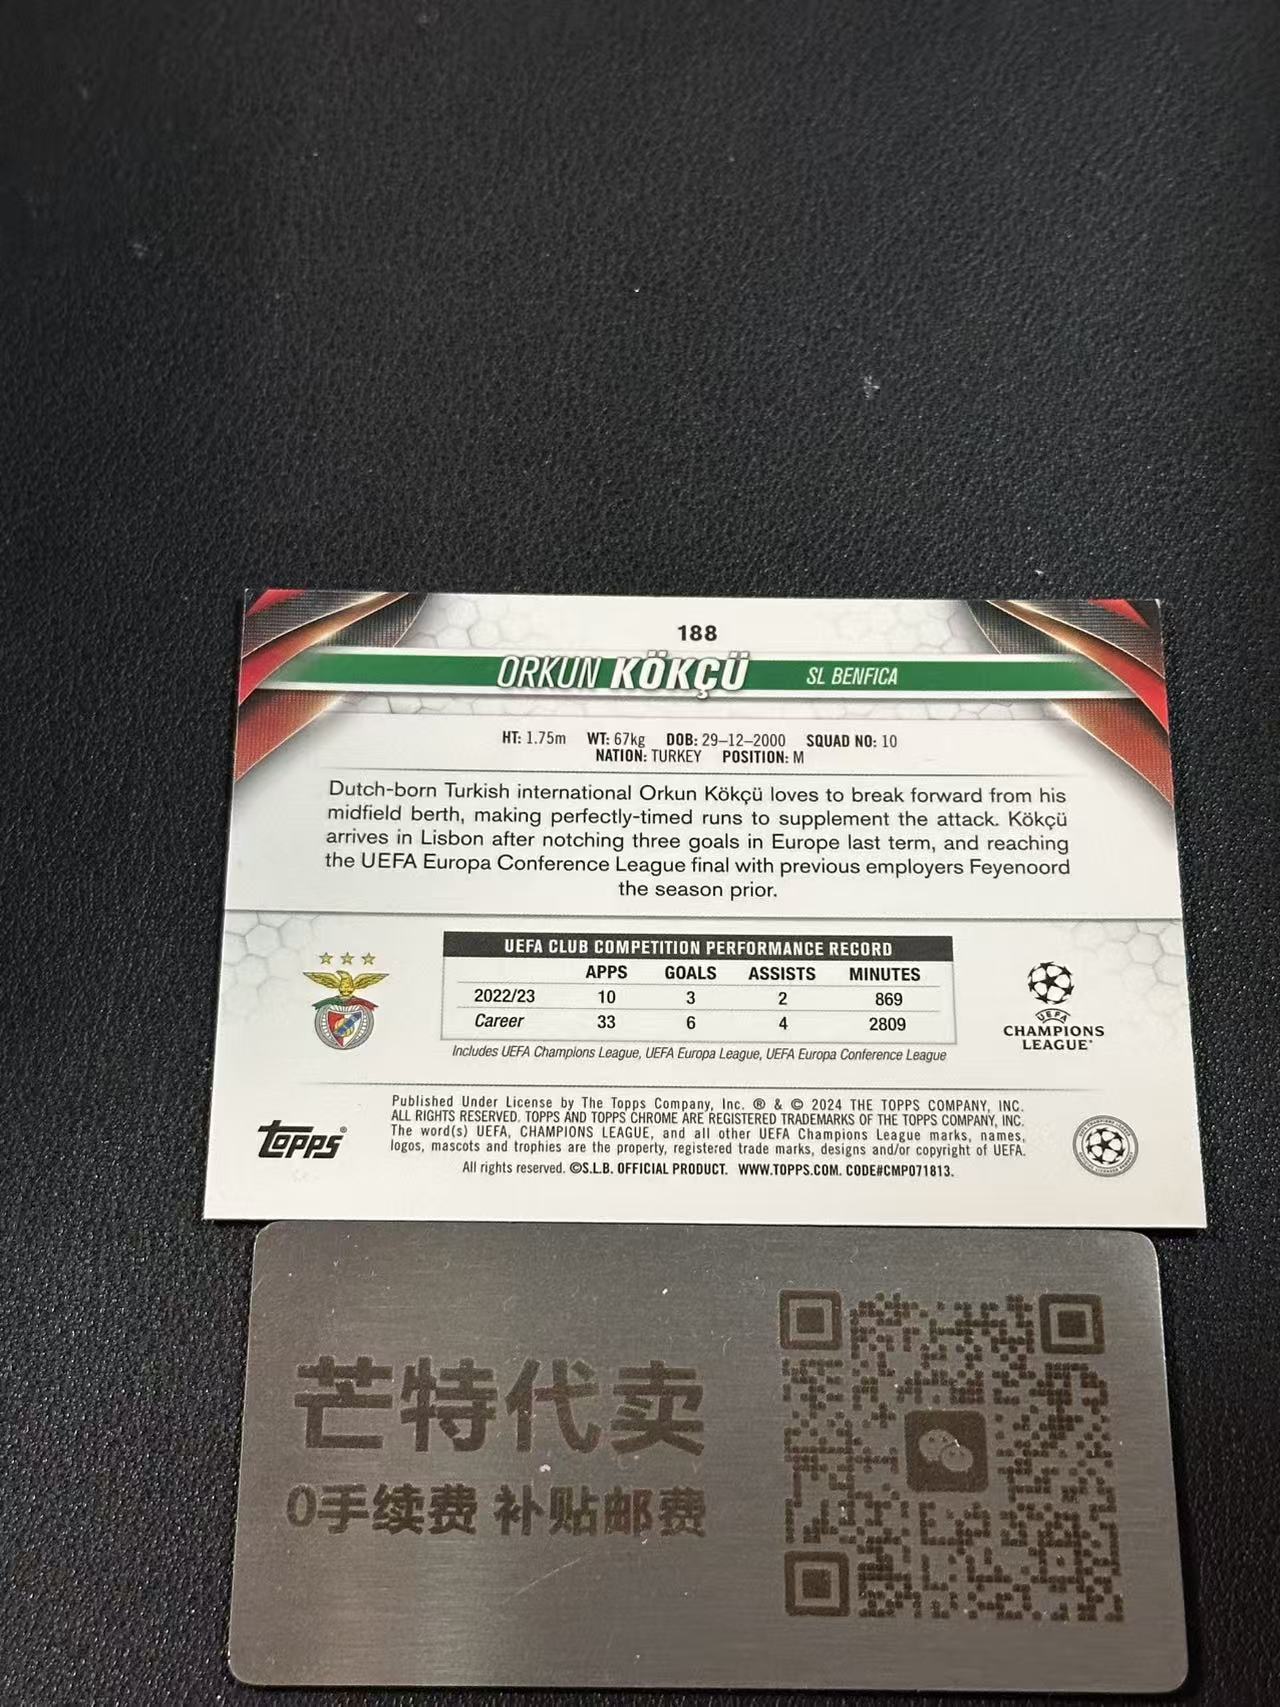 188
ORKUN KÖKÇÜ SL BENFICA
HT: 1.75m WT: 67kg DOB: 29-12-2000 SQUAD NO: 10
NATION: TURKEY POSITION: M
Dutch-born Turkish international Orkun Kökçü loves to break forward from his
midfield berth, making perfectly-timed runs to supplement the attack. Kökçü
arrives in Lisbon after notching three goals in Europe last term, and reaching
the UEFA Europa Conference League final with previous employers Feyenoord
the season prior.
UEFA CLUB COMPETITION PERFORMANCE RECORD
APPS GOALS ASSISTS MINUTES
2022/23 10 3 2 869
Career 33 6 4 2809
Includes UEFA Champions League, UEFA Europa League, UEFA Europa Conference League
UEFA
CHAMPIONS
LEAGUE
Topps®
Published Under License by The Topps Company, Inc. ® & © 2024 THE TOPPS COMPANY, INC.
ALL RIGHTS RESERVED. TOPPS AND TOPPS CHROME ARE REGISTERED TRADEMARKS OF THE TOPPS COMPANY, INC.
The word(s) UEFA, CHAMPIONS LEAGUE, and all other UEFA Champions League marks, names,
logos, mascots and trophies are the property, registered trade marks, designs and/or copyright of UEFA.
All rights reserved. ©S.L.B. OFFICIAL PRODUCT. WWW.TOPPS.COM. CODE#CMP071813.
芒特代卖
0手续费 补贴邮费